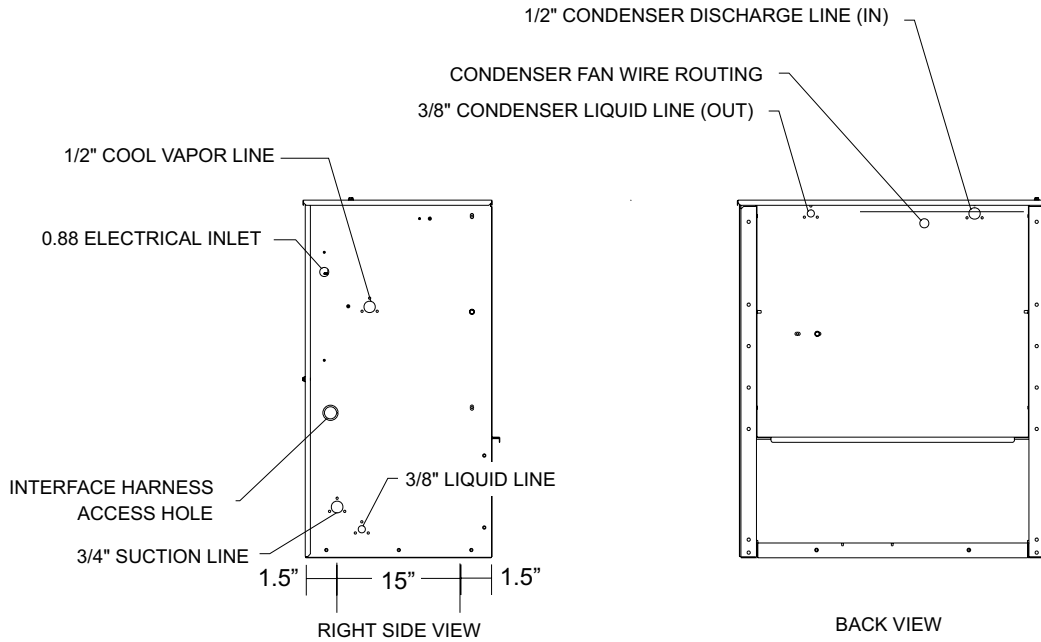 1/2" CONDENSER DISCHARGE LINE (IN)
CONDENSER FAN WIRE ROUTING
3/8" CONDENSER LIQUID LINE (OUT)
1/2" COOL VAPOR LINE
0.88 ELECTRICAL INLET
3/8" LIQUID LINE
INTERFACE HARNESS
ACCESS HOLE
3/4" SUCTION LINE
1.5” 15” 1.5”
RIGHT SIDE VIEW
BACK VIEW